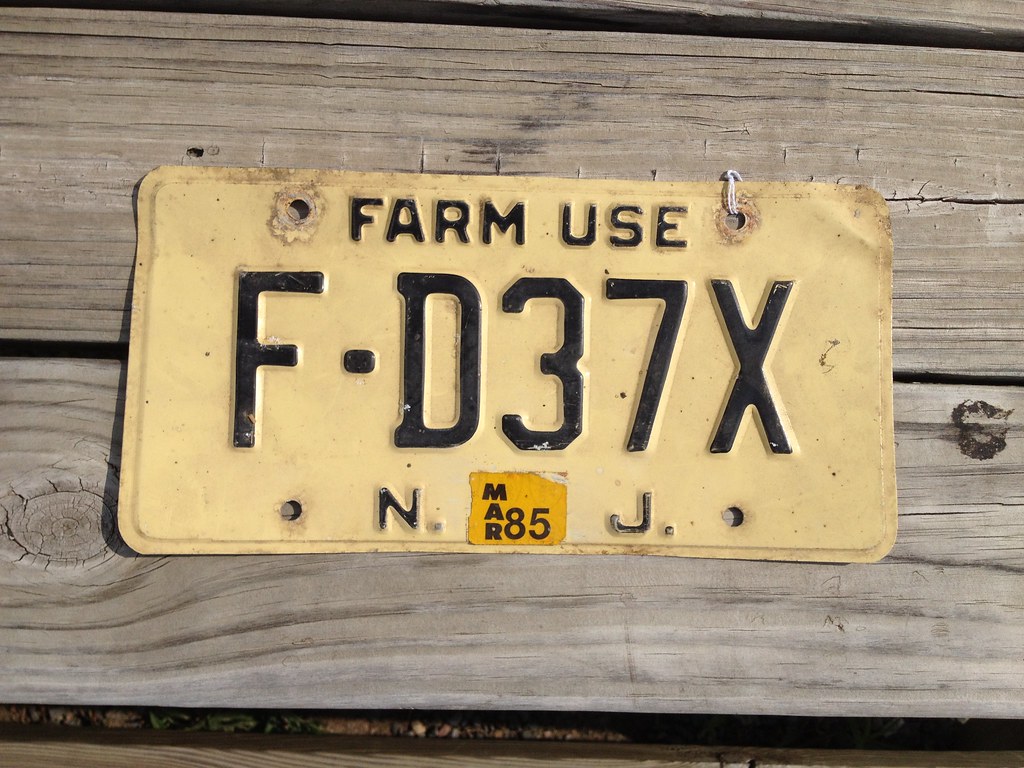 FARM USE
F·D37X
N. MAR 85 J.